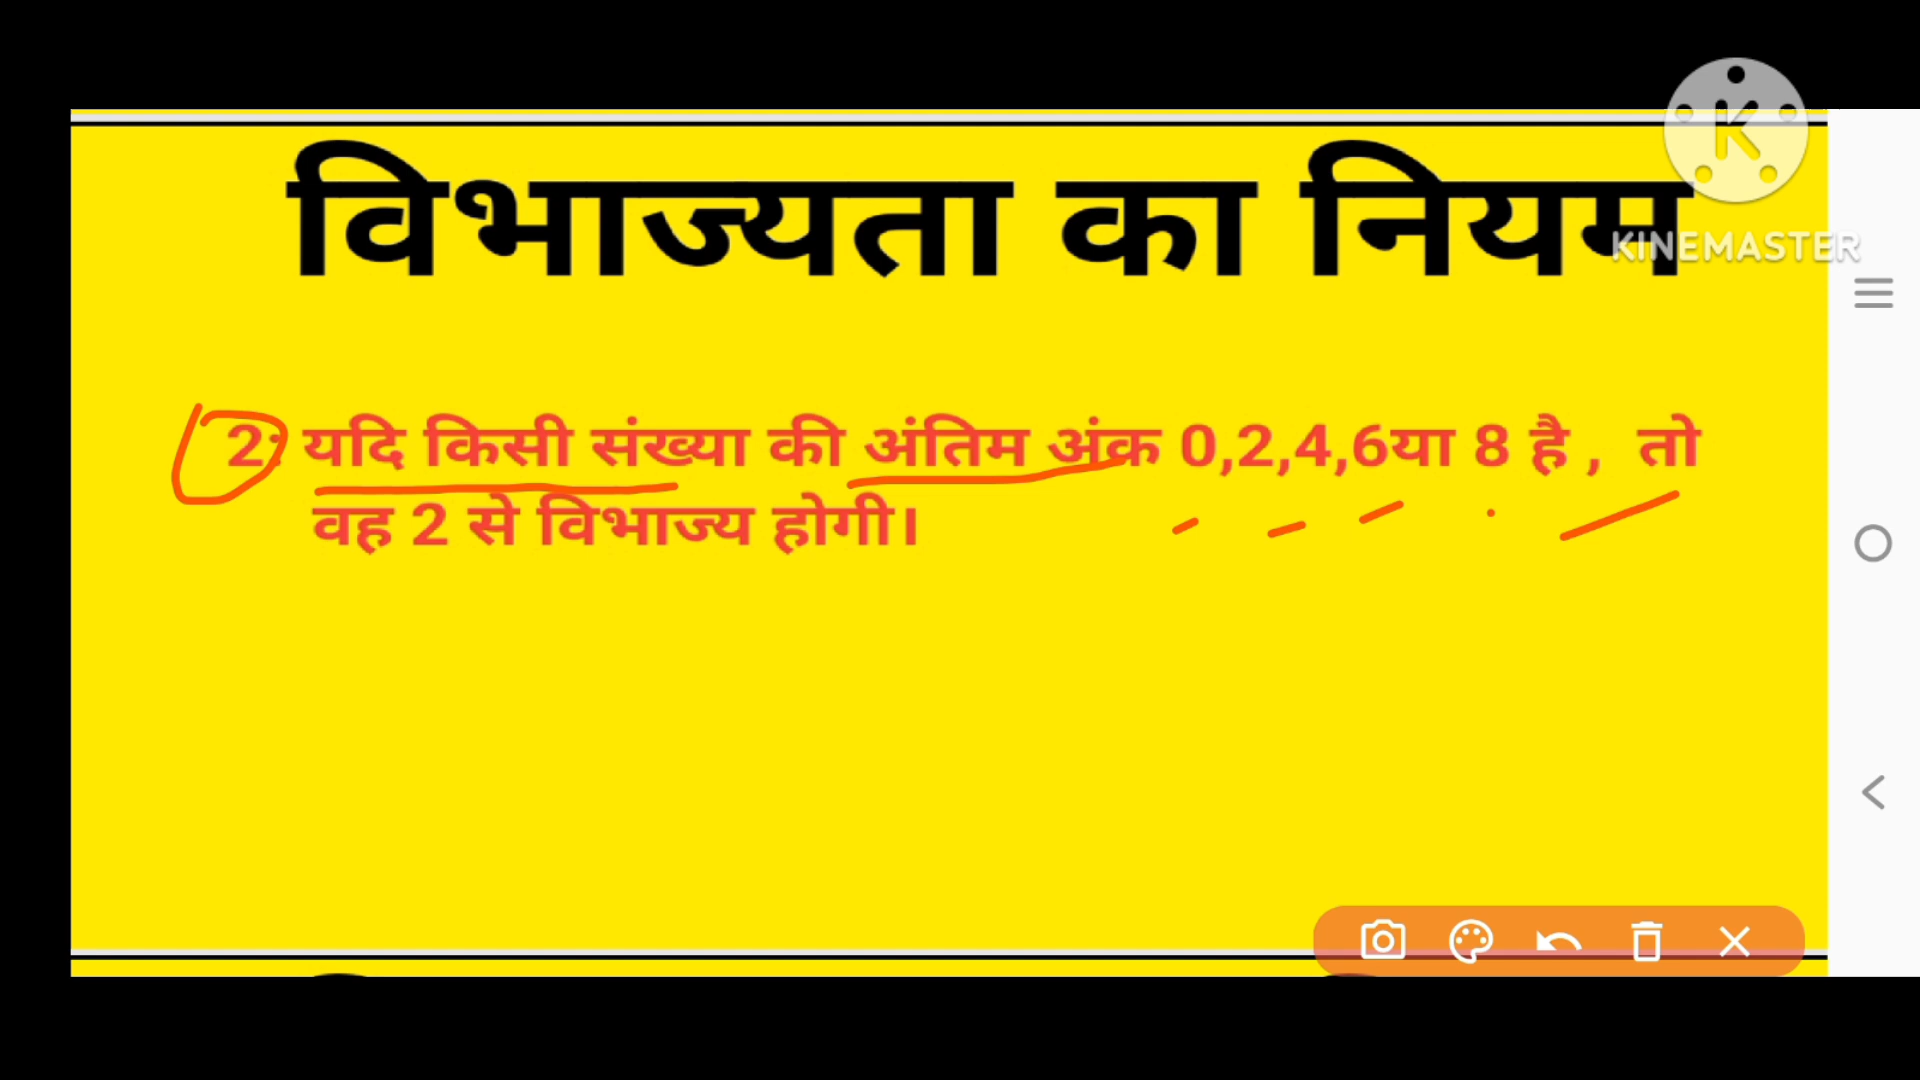 विभाज्यता का नियम
K
KINEMASTER
2: यदि किसी संख्या की अंतिम अंक 0,2,4,6या 8 है , तो
वह 2 से विभाज्य होगी।